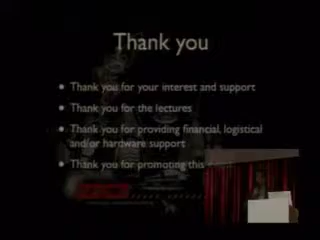 Thank you
• Thank you for your interest and support
• Thank you for the lectures
• Thank you for providing financial, logistical
and/or hardware support
• Thank you for promoting this